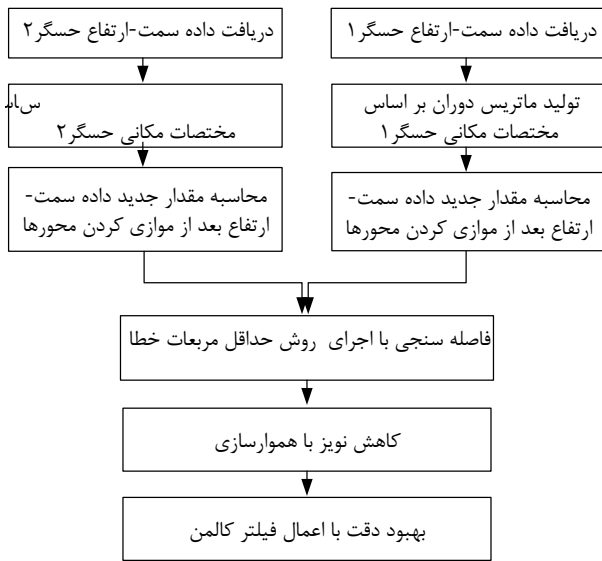 دریافت داده سمت-ارتفاع حسگر۱
دریافت داده سمت-ارتفاع حسگر۲
تولید ماتریس دوران بر اساس
مختصات مکانی حسگر۱
مختصات مکانی حسگر۲
محاسبه مقدار جدید داده سمت-
ارتفاع بعد از موازی کردن محورها
محاسبه مقدار جدید داده سمت-
ارتفاع بعد از موازی کردن محورها
فاصله سنجی با اجرای روش حداقل مربعات خطا
کاهش نویز با هموارسازی
بهبود دقت با اعمال فیلتر کالمن